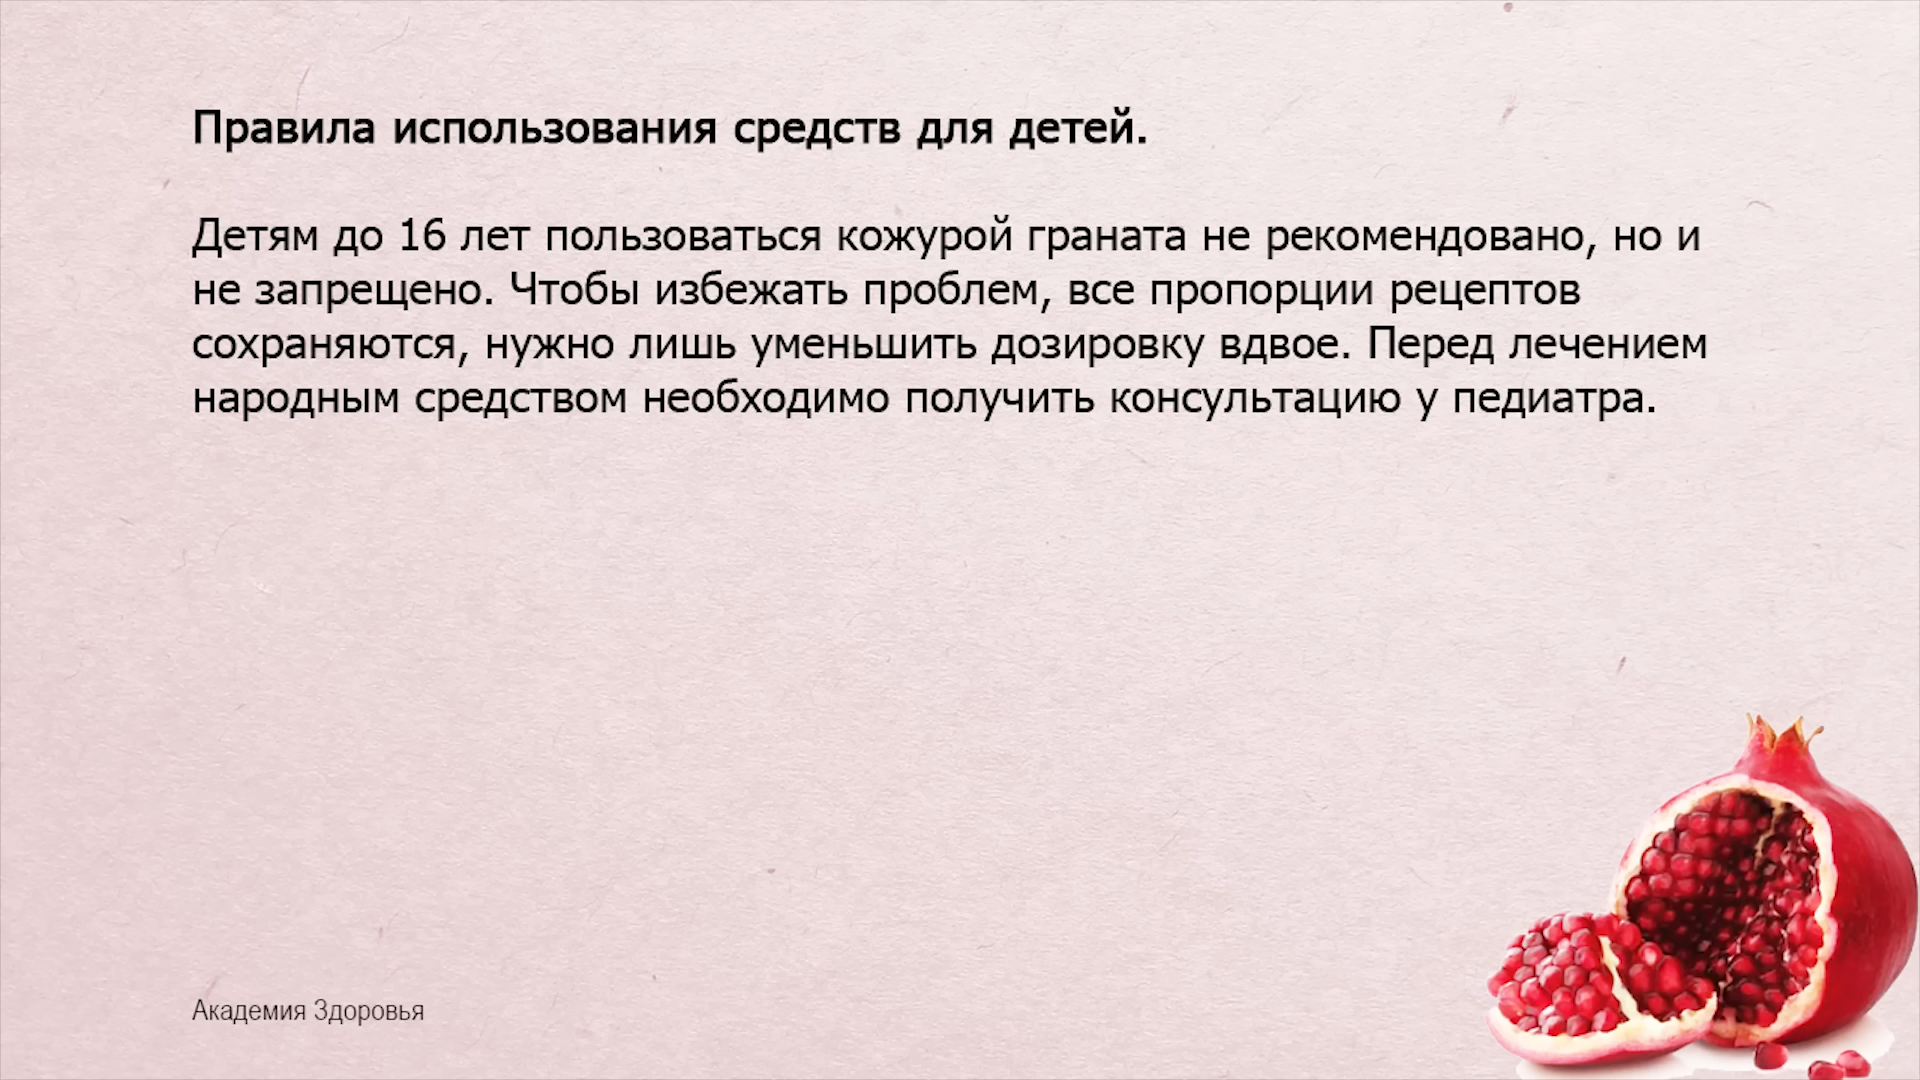 Правила использования средств для детей.
Детям до 16 лет пользоваться кожурой граната не рекомендовано, но и
не запрещено. Чтобы избежать проблем, все пропорции рецептов
сохраняются, нужно лишь уменьшить дозировку вдвое. Перед лечением
народным средством необходимо получить консультацию у педиатра.
Академия Здоровья